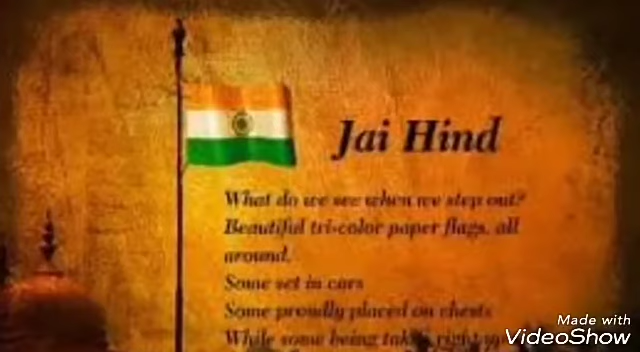 Jai Hind
What do we see when we step out?
Beautiful tri-color paper flags, all
around.
Some set in cars
Some proudly placed on chests
While some being right
Made with
VideoShow